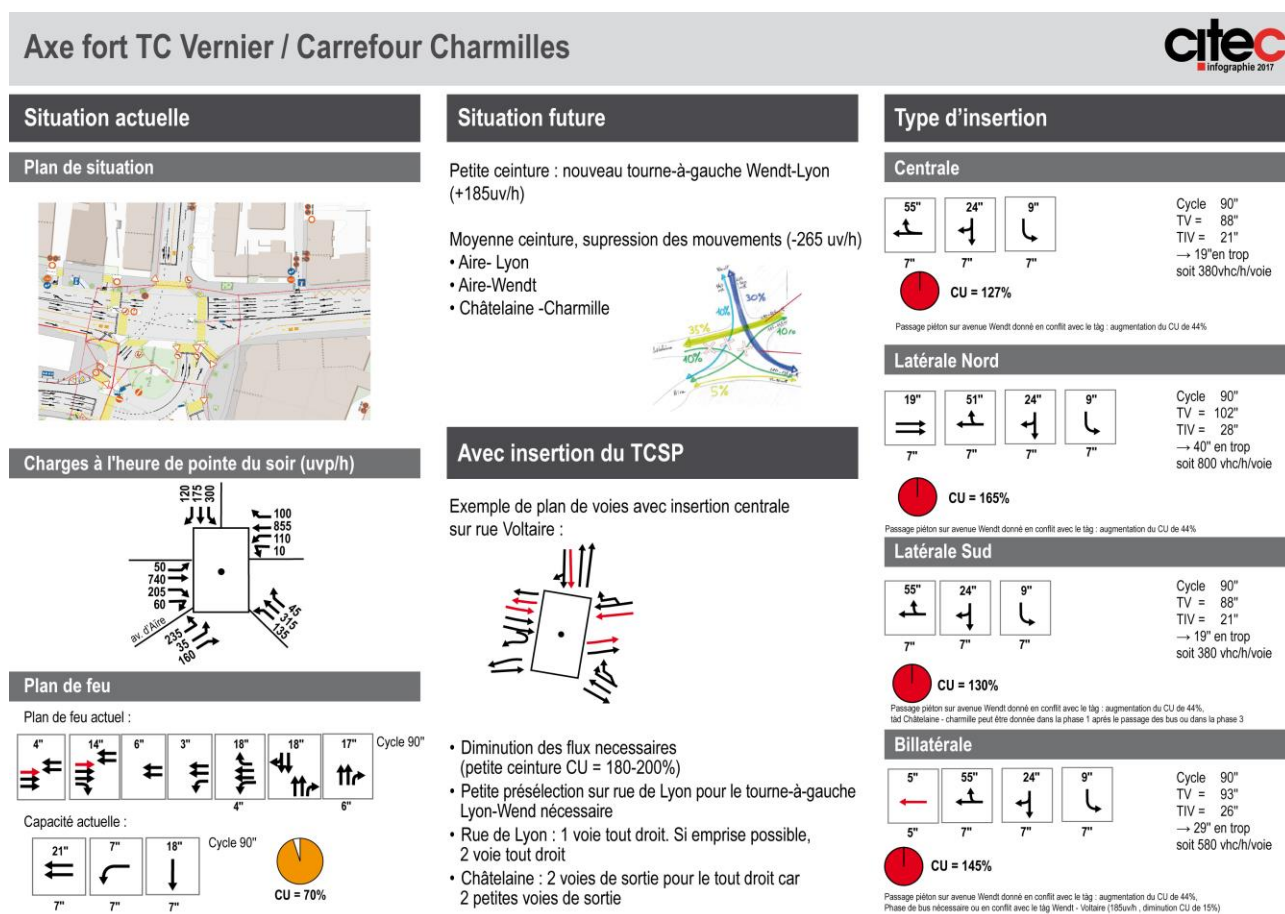 Axe fort TC Vernier / Carrefour Charmilles
citec
infographie 2017
Situation actuelle
Plan de situation
Charges à l'heure de pointe du soir (uvp/h)
120
175
300
100
855
110
10
50
740
205
60
av. d'Aire
235
35
160
45
315
135
Plan de feu
Plan de feu actuel :
4" 14" 6" 3" 18" 18" 17" Cycle 90"
4" 6"
Capacité actuelle :
21" 7" 18" Cycle 90"
7" 7" 7"
CU = 70%
Situation future
Petite ceinture : nouveau tourne-à-gauche Wendt-Lyon
(+185uv/h)
Moyenne ceinture, supression des mouvements (-265 uv/h)
• Aire- Lyon
• Aire-Wendt
• Châtelaine -Charmille
10%
30%
35%
10%
5%
Avec insertion du TCSP
Exemple de plan de voies avec insertion centrale
sur rue Voltaire :
• Diminution des flux necessaires
(petite ceinture CU = 180-200%)
• Petite présélection sur rue de Lyon pour le tourne-à-gauche
Lyon-Wend nécessaire
• Rue de Lyon : 1 voie tout droit. Si emprise possible,
2 voie tout droit
• Châtelaine : 2 voies de sortie pour le tout droit car
2 petites voies de sortie
Type d'insertion
Centrale
55" 24" 9"
7" 7" 7"
CU = 127%
Cycle 90"
TV = 88"
TIV = 21"
→ 19"en trop
soit 380vhc/h/voie
Passage piéton sur avenue Wendt donné en conflit avec le tàg : augmentation du CU de 44%
Latérale Nord
19" 51" 24" 9"
7" 7" 7" 7"
CU = 165%
Cycle 90"
TV = 102"
TIV = 28"
→ 40" en trop
soit 800 vhc/h/voie
Passage piéton sur avenue Wendt donné en conflit avec le tàg : augmentation du CU de 44%
Latérale Sud
55" 24" 9"
7" 7" 7"
CU = 130%
Cycle 90"
TV = 88"
TIV = 21"
→ 19" en trop
soit 380 vhc/h/voie
Passage piéton sur avenue Wendt donné en conflit avec le tàg : augmentation du CU de 44%,
tàd Châtelaine - charmille peut être donnée dans la phase 1 après le passage des bus ou dans la phase 3
Billatérale
5" 55" 24" 9"
5" 7" 7" 7"
CU = 145%
Cycle 90"
TV = 93"
TIV = 26"
→ 29" en trop
soit 580 vhc/h/voie
Passage piéton sur avenue Wendt donné en conflit avec le tàg : augmentation du CU de 44%,
Phase de bus nécessaire ou en conflit avec le tàg Wendt - Voltaire (185uv/h , diminution CU de 15%)